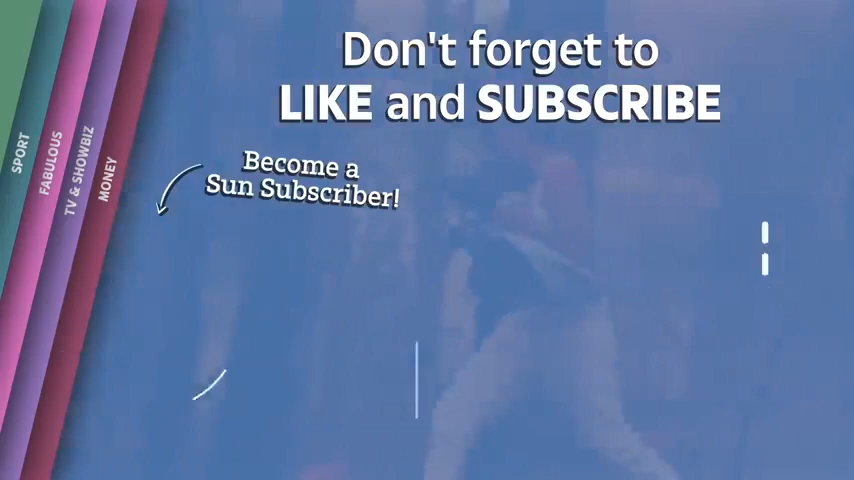 Don't forget to
LIKE and SUBSCRIBE
Become a
Sun Subscriber!
SPORT
FABULOUS
TV & SHOWBIZ
MONEY